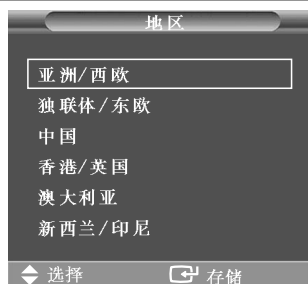 地区
亚洲/西欧
独联体/东欧
中国
香港/英国
澳大利亚
新西兰/印尼
选择 存储